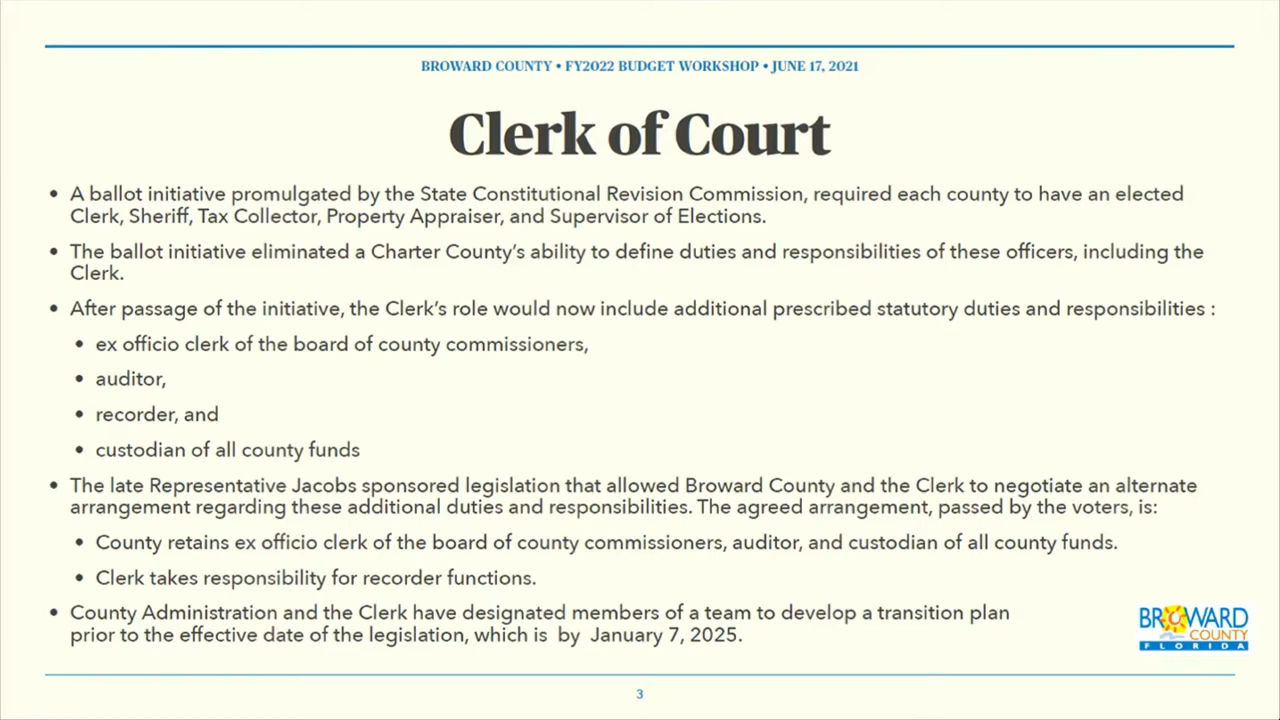 BROWARD COUNTY • FY2022 BUDGET WORKSHOP • JUNE 17, 2021
Clerk of Court
• A ballot initiative promulgated by the State Constitutional Revision Commission, required each county to have an elected
Clerk, Sheriff, Tax Collector, Property Appraiser, and Supervisor of Elections.
• The ballot initiative eliminated a Charter County's ability to define duties and responsibilities of these officers, including the
Clerk.
• After passage of the initiative, the Clerk's role would now include additional prescribed statutory duties and responsibilities :
• ex officio clerk of the board of county commissioners,
• auditor,
• recorder, and
• custodian of all county funds
• The late Representative Jacobs sponsored legislation that allowed Broward County and the Clerk to negotiate an alternate
arrangement regarding these additional duties and responsibilities. The agreed arrangement, passed by the voters, is:
• County retains ex officio clerk of the board of county commissioners, auditor, and custodian of all county funds.
• Clerk takes responsibility for recorder functions.
• County Administration and the Clerk have designated members of a team to develop a transition plan
prior to the effective date of the legislation, which is by January 7, 2025.
BROWARD
COUNTY
FLORIDA
3